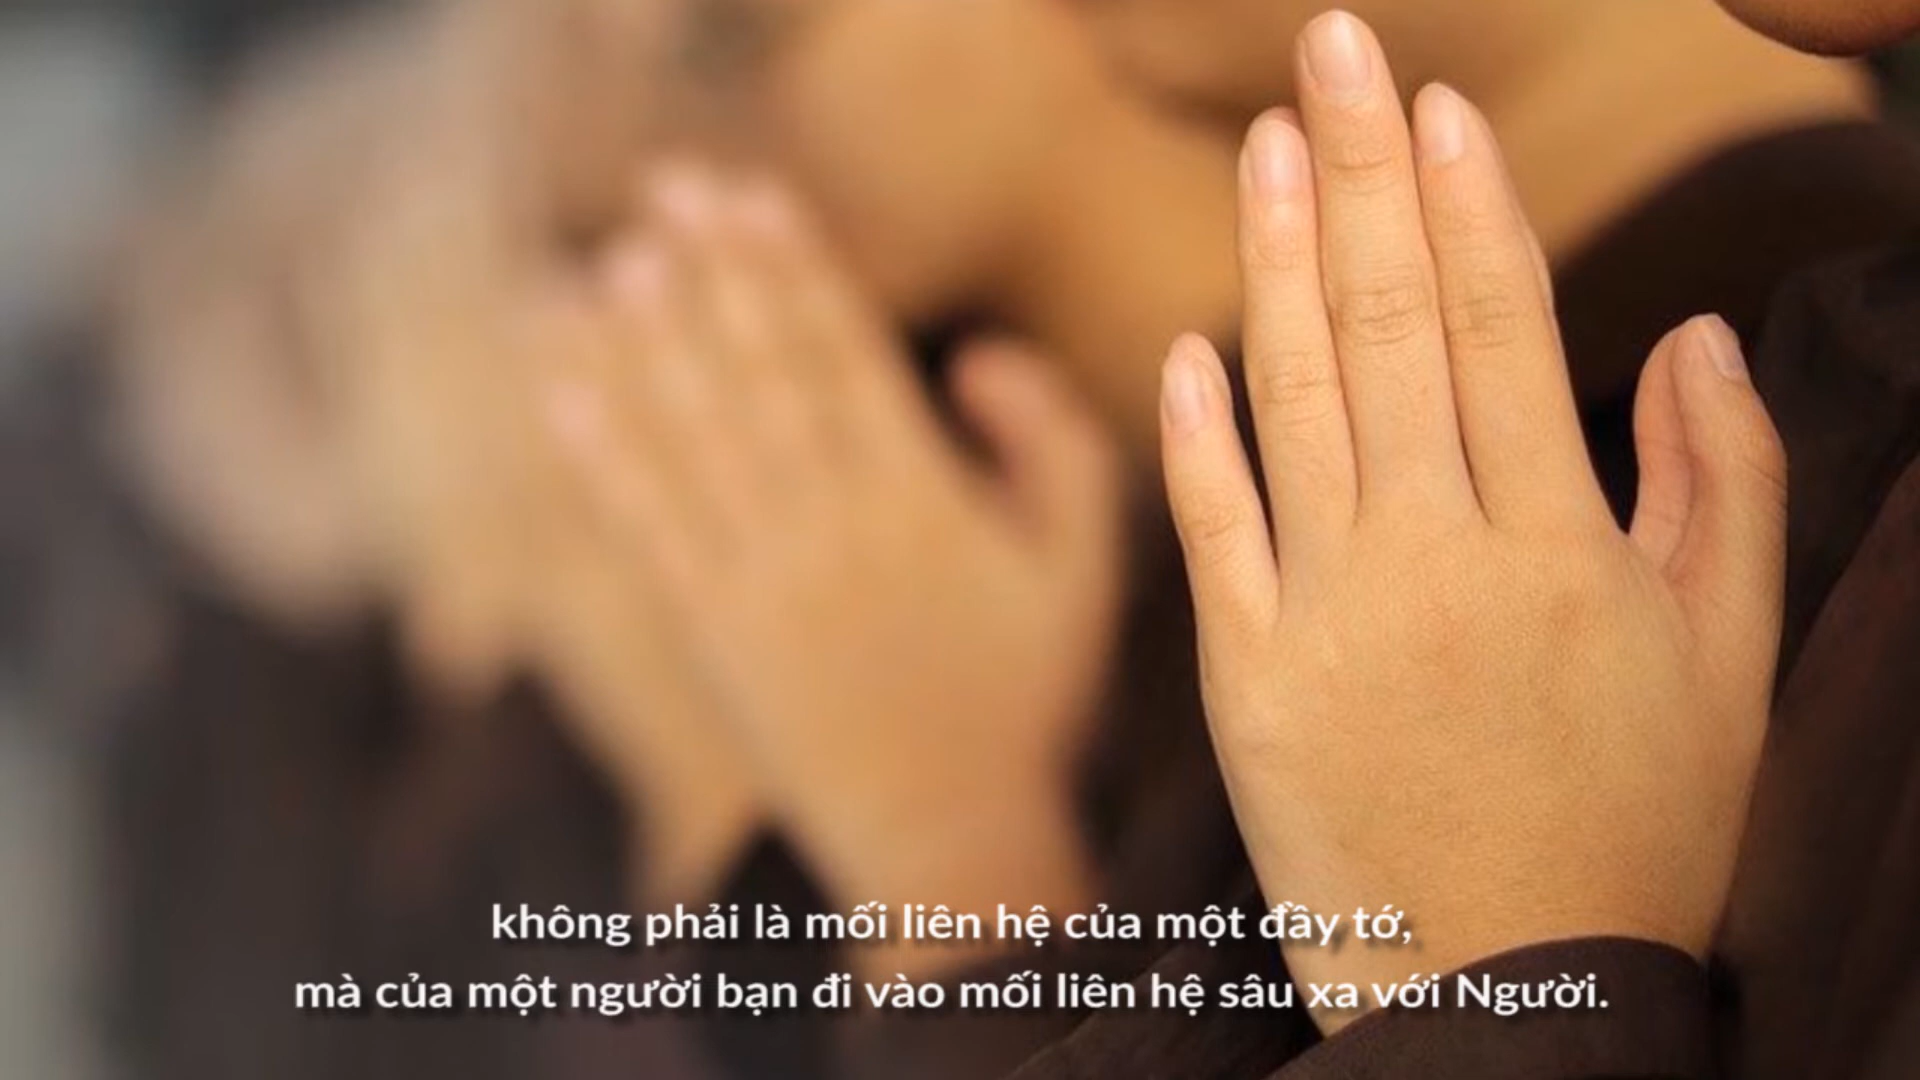 không phải là mối liên hệ của một đầy tớ,
mà của một người bạn đi vào mối liên hệ sâu xa với Người.